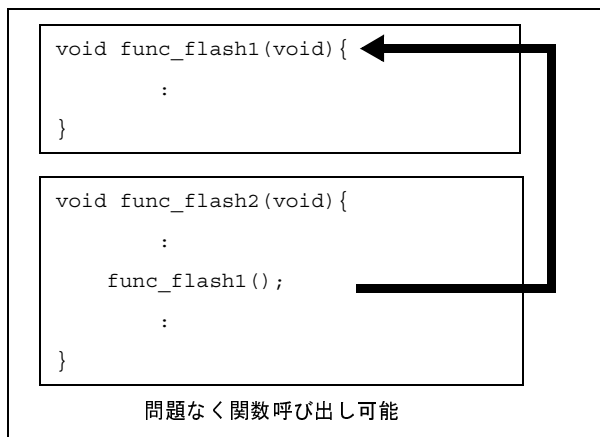 void func_flash1(void){
:
}
void func_flash2(void){
:
func_flash1();
:
}
問題なく関数呼び出し可能